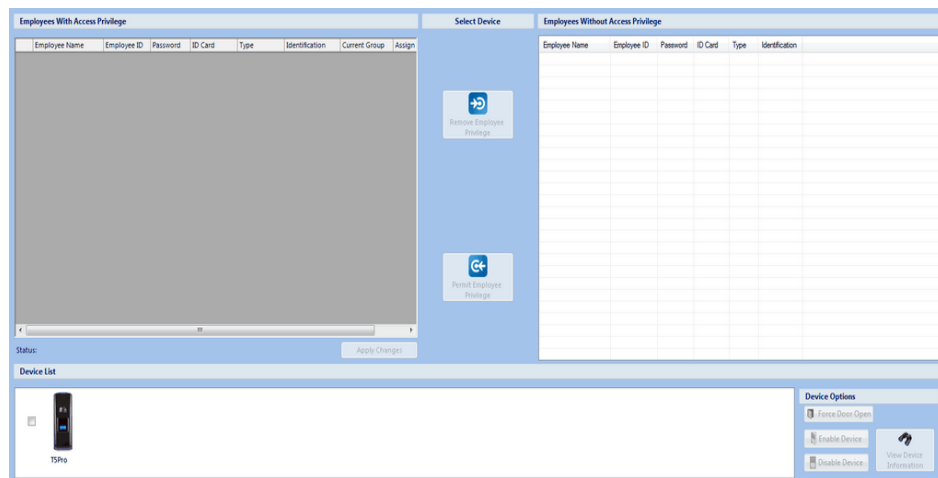 Employees With Access Privilege
Select Device
Employees Without Access Privilege
Employee Name Employee ID Password ID Card Type Identification Current Group Assign
Employee Name Employee ID Password ID Card Type Identification
Remove Employee
Privilege
Permit Employee
Privilege
Status:
Apply Changes
Device List
Device Options
Force Door Open
Enable Device
Disable Device
View Device
Information
TSPro